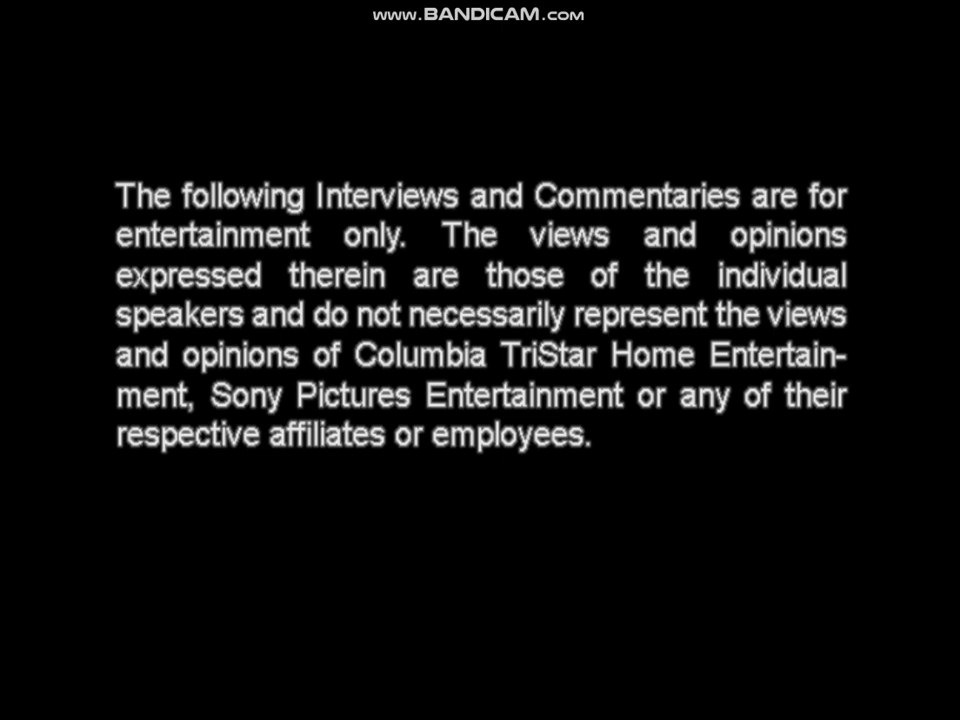 www.BANDICAM.com
The following Interviews and Commentaries are for
entertainment only. The views and opinions
expressed therein are those of the individual
speakers and do not necessarily represent the views
and opinions of Columbia TriStar Home Entertain-
ment, Sony Pictures Entertainment or any of their
respective affiliates or employees.